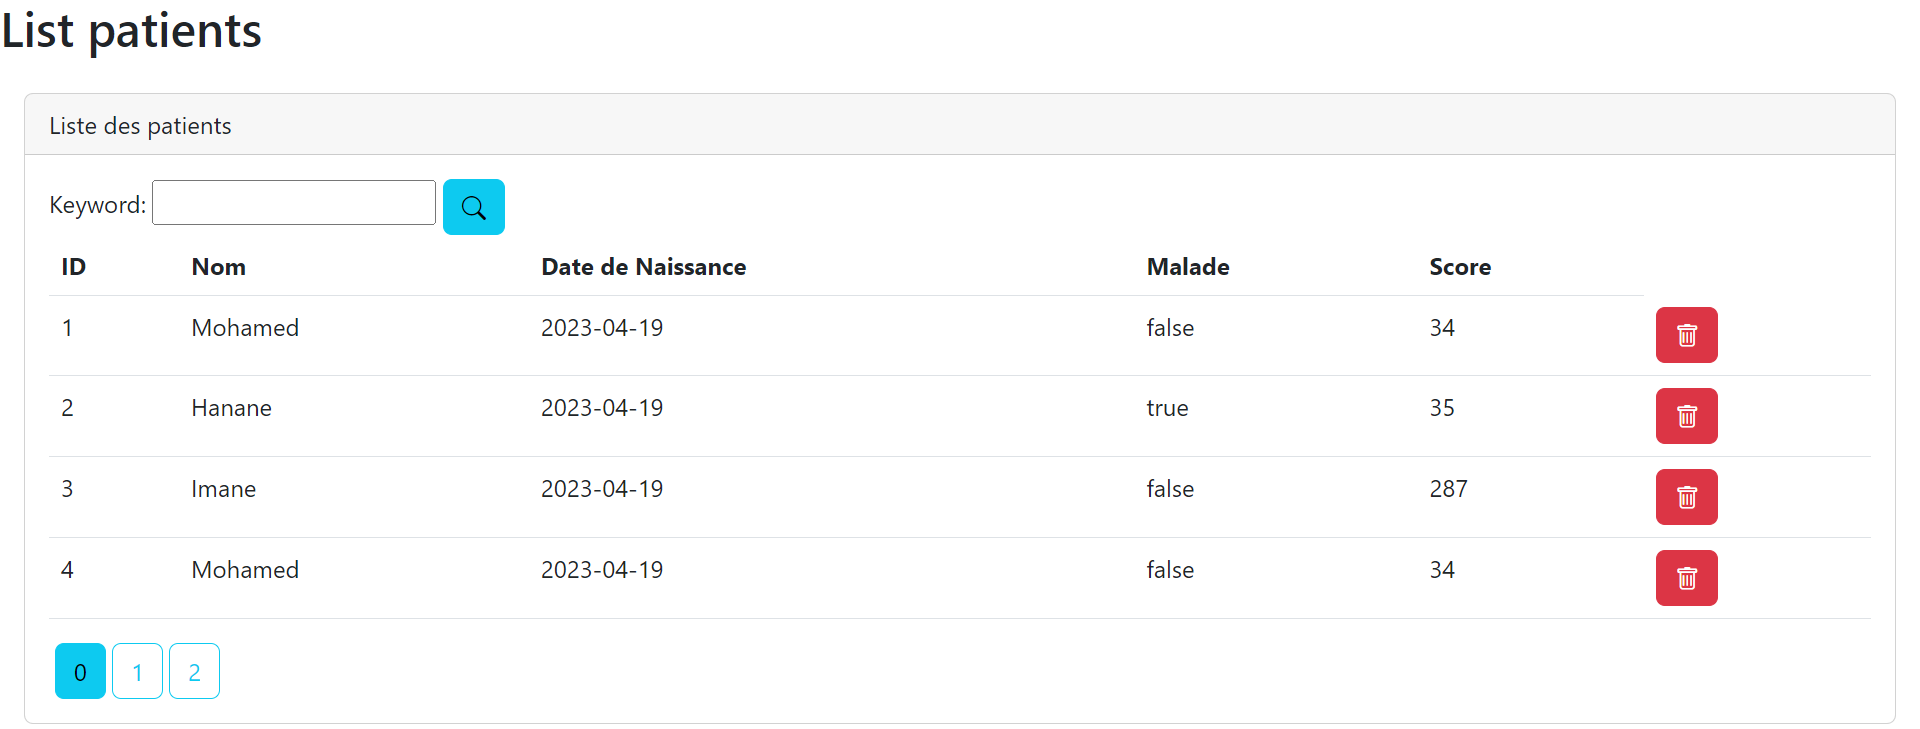 List patients
Liste des patients
Keyword:
ID Nom Date de Naissance Malade Score
1 Mohamed 2023-04-19 false 34
2 Hanane 2023-04-19 true 35
3 Imane 2023-04-19 false 287
4 Mohamed 2023-04-19 false 34
0 1 2